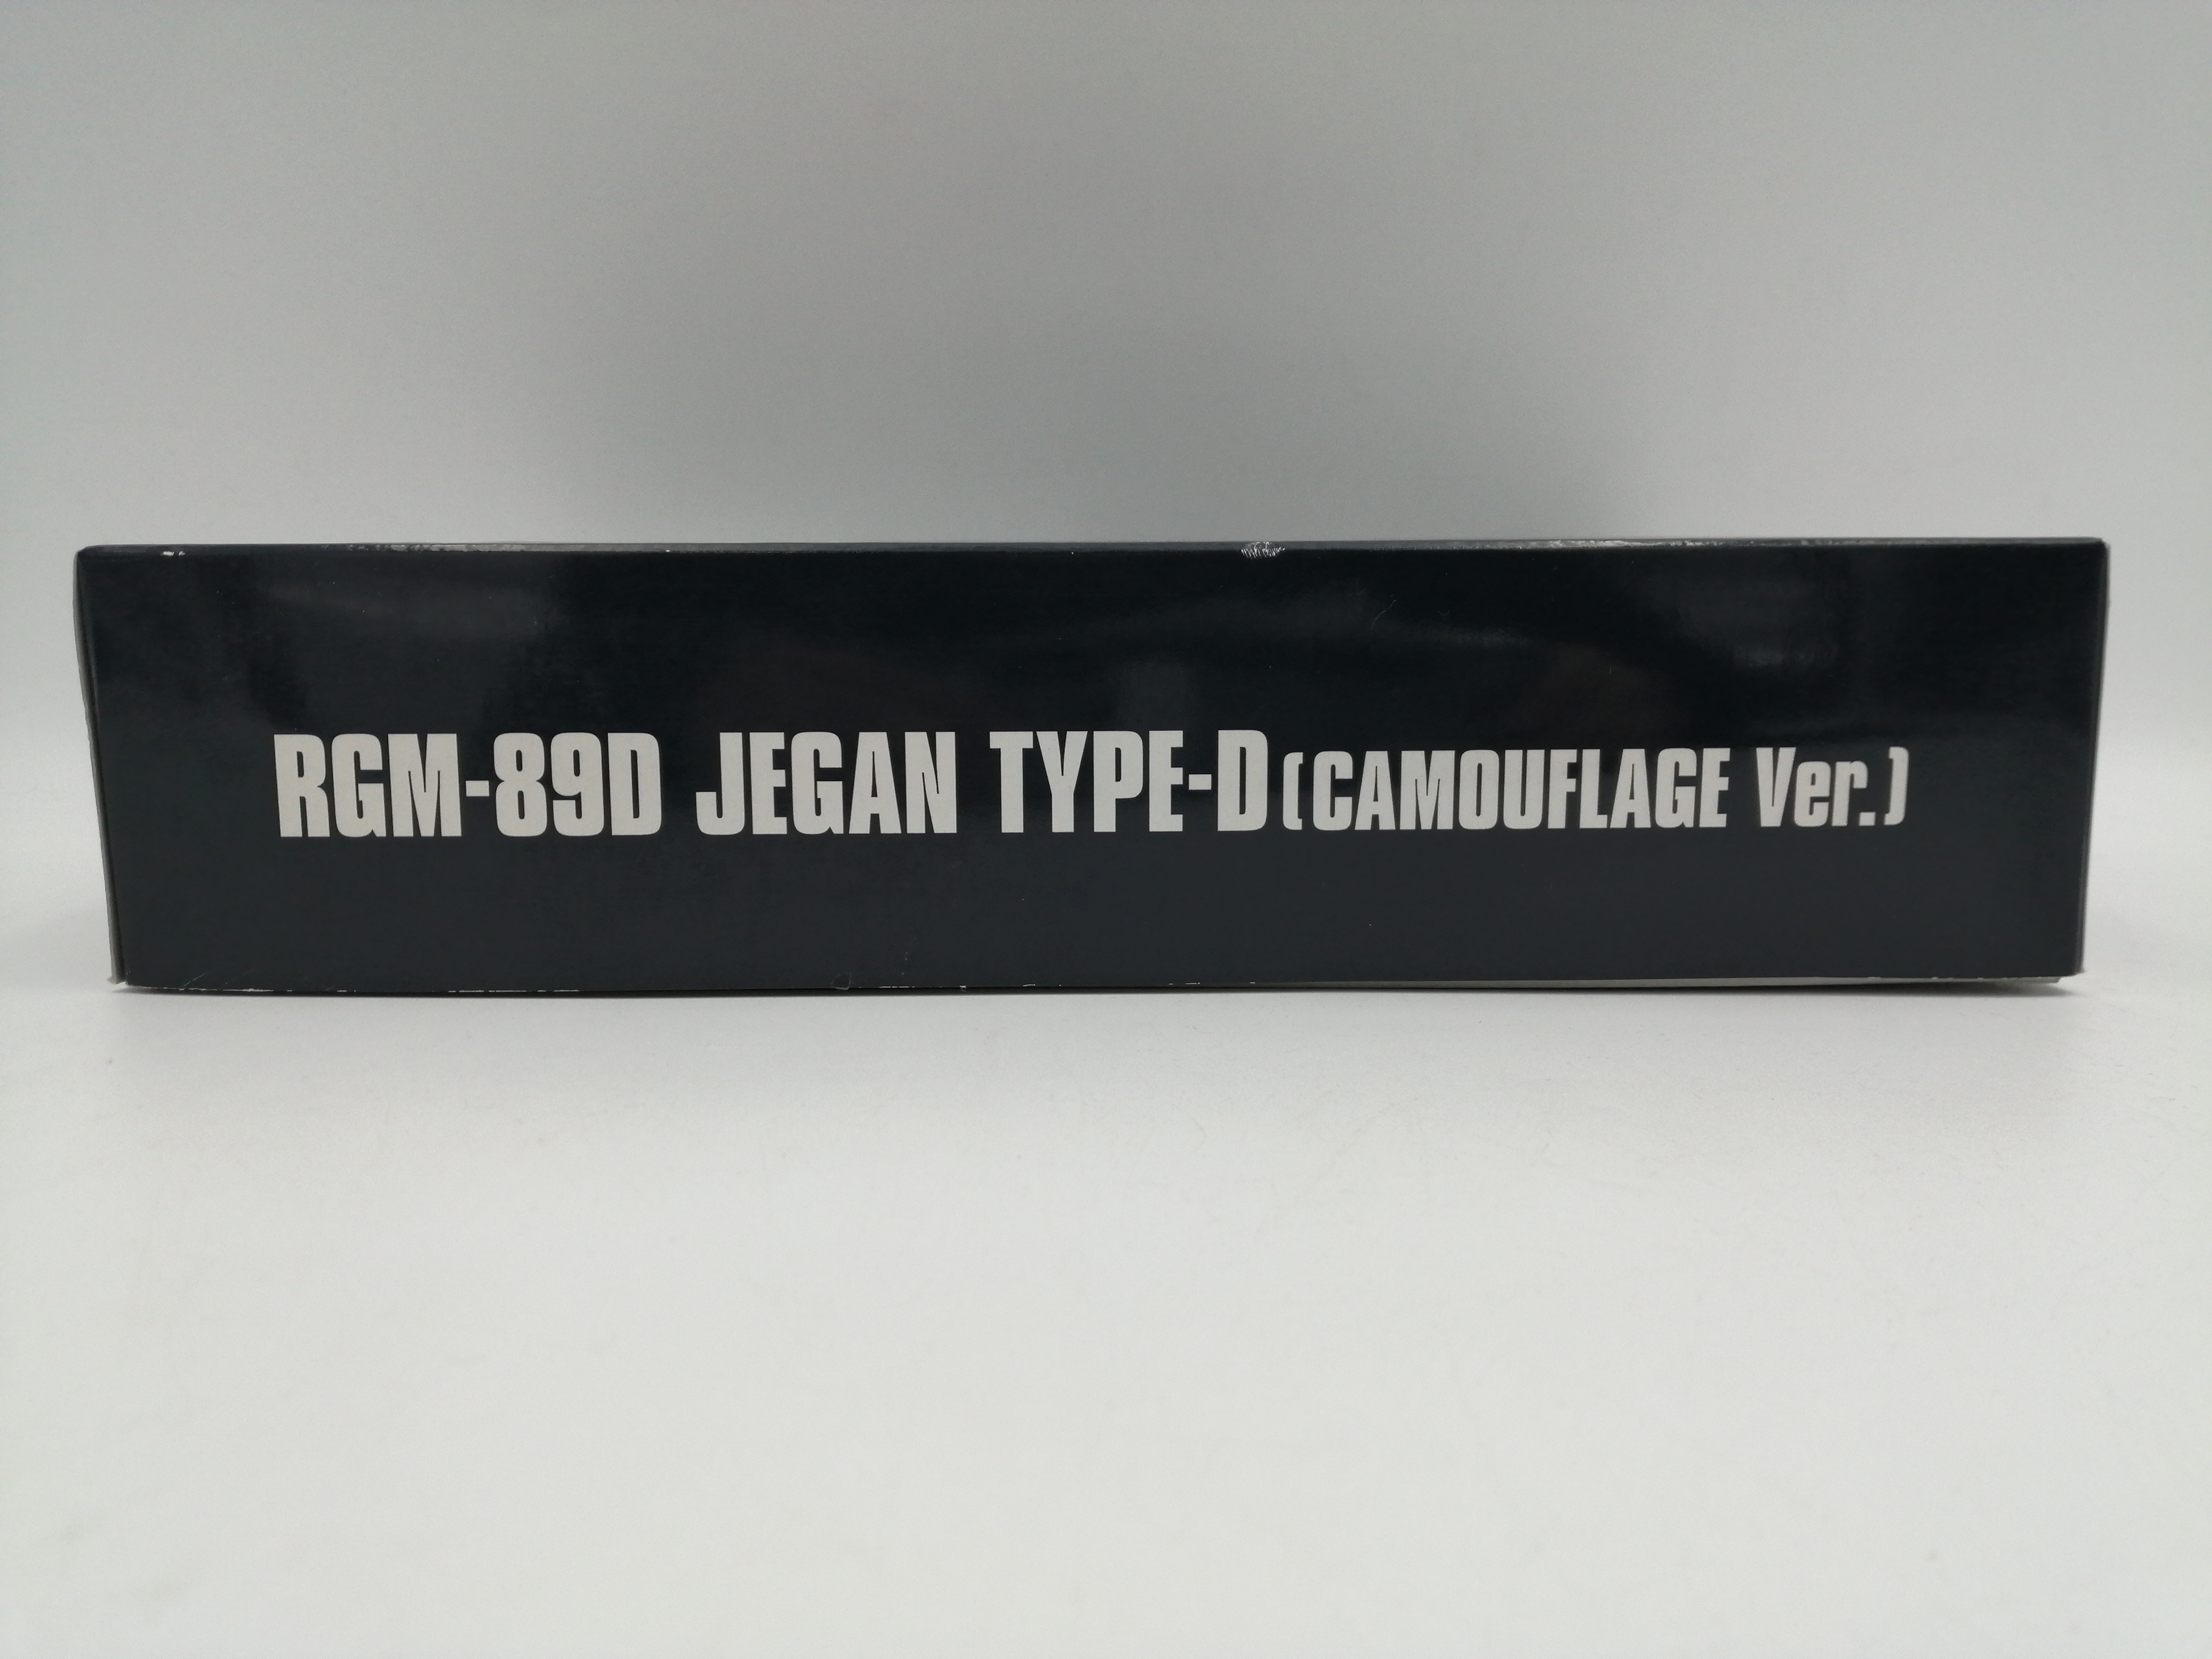 RGM-89D JEGAN TYPE-D (CAMOUFLAGE Ver.)